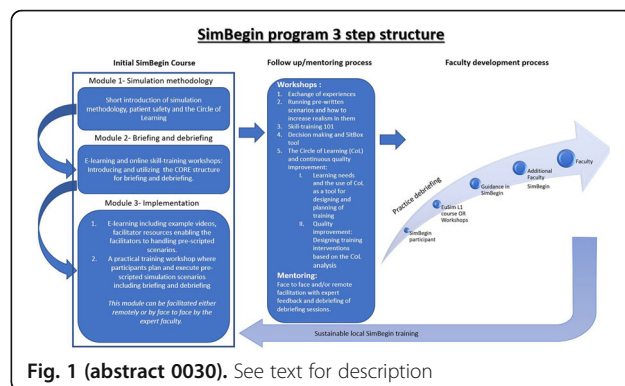 SimBegin program 3 step structure
Initial SimBegin Course
Module 1- Simulation methodology
Short introduction of simulation
methodology, patient safety and the Circle of
Learning
Module 2- Briefing and debriefing
E-learning and online skill-training workshops:
Introducing and utilizing the CORE structure
for briefing and debriefing.
Module 3- Implementation
1. E-learning including example videos,
facilitator resources enabling the
facilitators to handling pre-scripted
scenarios.
2. A practical training workshop where
participants plan and execute pre-
scripted simulation scenarios
including briefing and debriefing
This module can be facilitated either
remotely or by face to face by the
expert faculty.
Follow up/mentoring process
Workshops :
1. Exchange of experiences
2. Running pre-written
scenarios and how to
increase realism in them
3. Skill-training 101
4. Decision making and SitBox
tool
5. The Circle of Learning (CoL)
and continuous quality
improvement:
I. Learning
needs and the
use of CoL as
a tool for
designing and
planning of
training
II. Quality
improvement:
Designing training
interventions
based on the CoL
analysis
Mentoring:
Face to face and/or remote
facilitation with expert
feedback and debriefing of
debriefing sessions.
Faculty development process
Practice debriefing
SimBegin
participant
EuSim L1
course OR
Workshops
Guidance in
SimBegin
Additional
Faculty
SimBegin
Faculty
Sustainable local SimBegin training
Fig. 1 (abstract 0030). See text for description